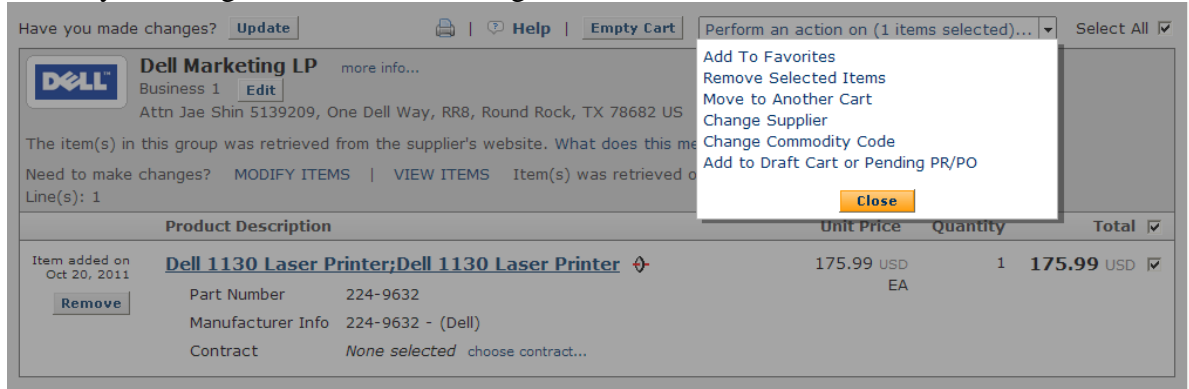 Have you made changes? Update | Help | Empty Cart Perform an action on (1 items selected)... Select All
DELL™ Dell Marketing LP more info...
Business 1 Edit
Attn Jae Shin 5139209, One Dell Way, RR8, Round Rock, TX 78682 US
The item(s) in this group was retrieved from the supplier's website. What does this me
Need to make changes? MODIFY ITEMS | VIEW ITEMS Item(s) was retrieved o
Line(s): 1
Add To Favorites
Remove Selected Items
Move to Another Cart
Change Supplier
Change Commodity Code
Add to Draft Cart or Pending PR/PO
Close
Product Description Unit Price Quantity Total
Item added on
Oct 20, 2011
Remove
Dell 1130 Laser Printer;Dell 1130 Laser Printer 175.99 USD 1 175.99 USD
EA
Part Number 224-9632
Manufacturer Info 224-9632 - (Dell)
Contract None selected choose contract...